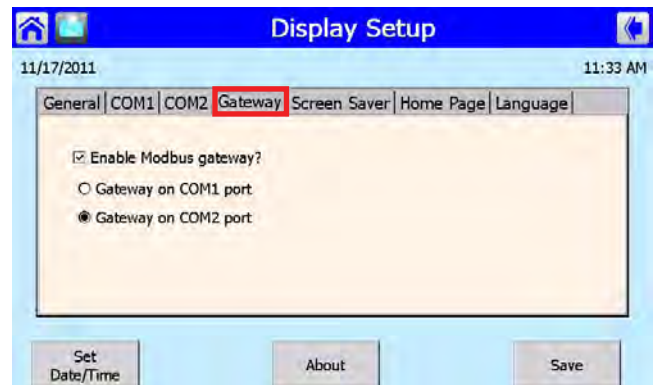 Display Setup
11/17/2011 11:33 AM
General COM1 COM2 Gateway Screen Saver Home Page Language
Enable Modbus gateway?
Gateway on COM1 port
Gateway on COM2 port
Set
Date/Time
About
Save